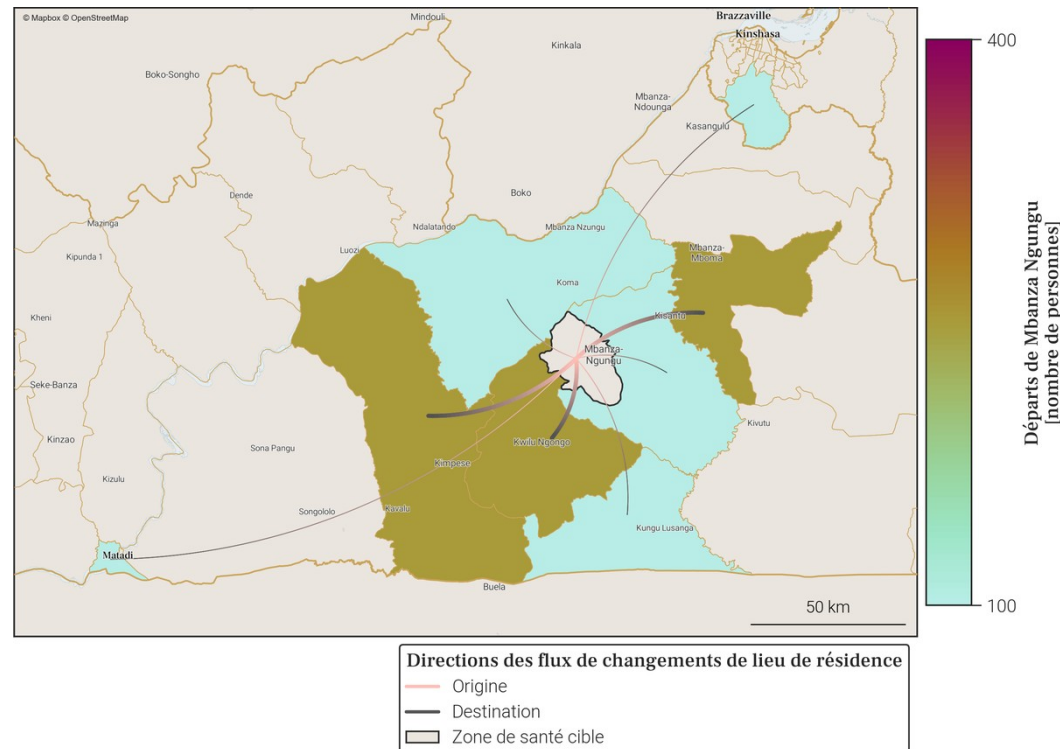 © Mapbox © OpenStreetMap
Mindouli
Brazzaville
Kinshasa
Kinkala
Boko-Songho
Mbanza-
Ndounga
Kasangulu
Boko
Dende
Mazinga
Ndalatando
Mbanza Nzungu
Luozi
Mbanza-
Mboma
Kipunda 1
Koma
Kheni
Kisantu
Mbanza-
Ngungu
Seke-Banza
Kivutu
Kinzao
Kwilu Ngongo
Sona Pangu
Kimpese
Kizulu
Songololo
Kavalu
Kungu Lusanga
Matadi
Buela
50 km
400
100
Départs de Mbanza Ngungu
[nombre de personnes]
Directions des flux de changements de lieu de résidence
Origine
Destination
Zone de santé cible